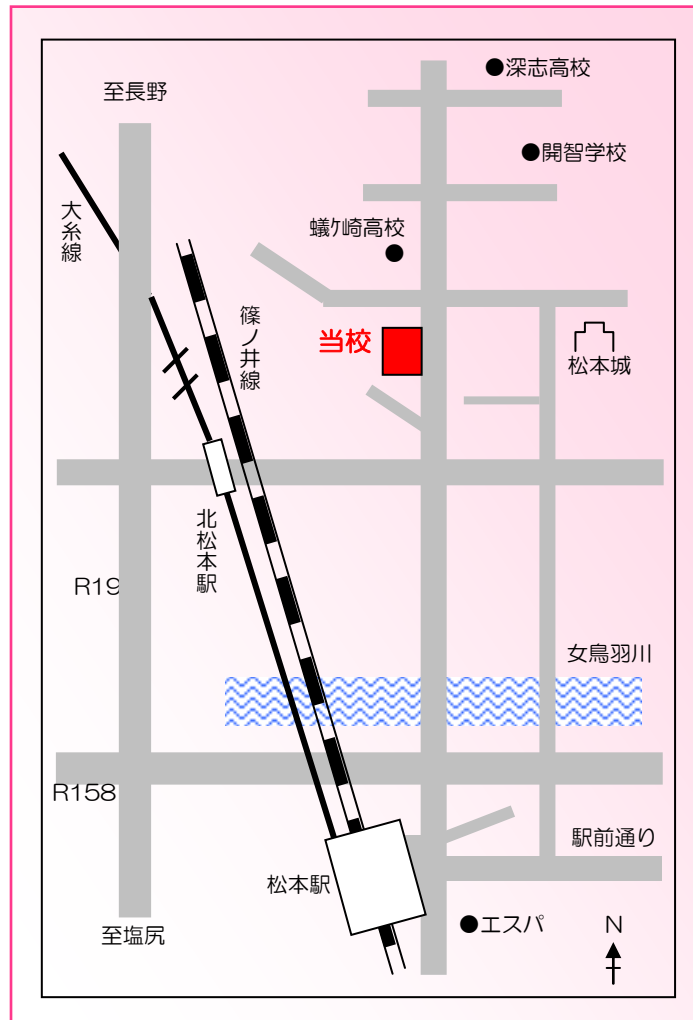 ●深志高校
至長野
●開智学校
大糸線
蟻ケ崎高校
篠ノ井線
当校
松本城
北松本駅
R19
女鳥羽川
R158
駅前通り
松本駅
●エスパ
N
至塩尻